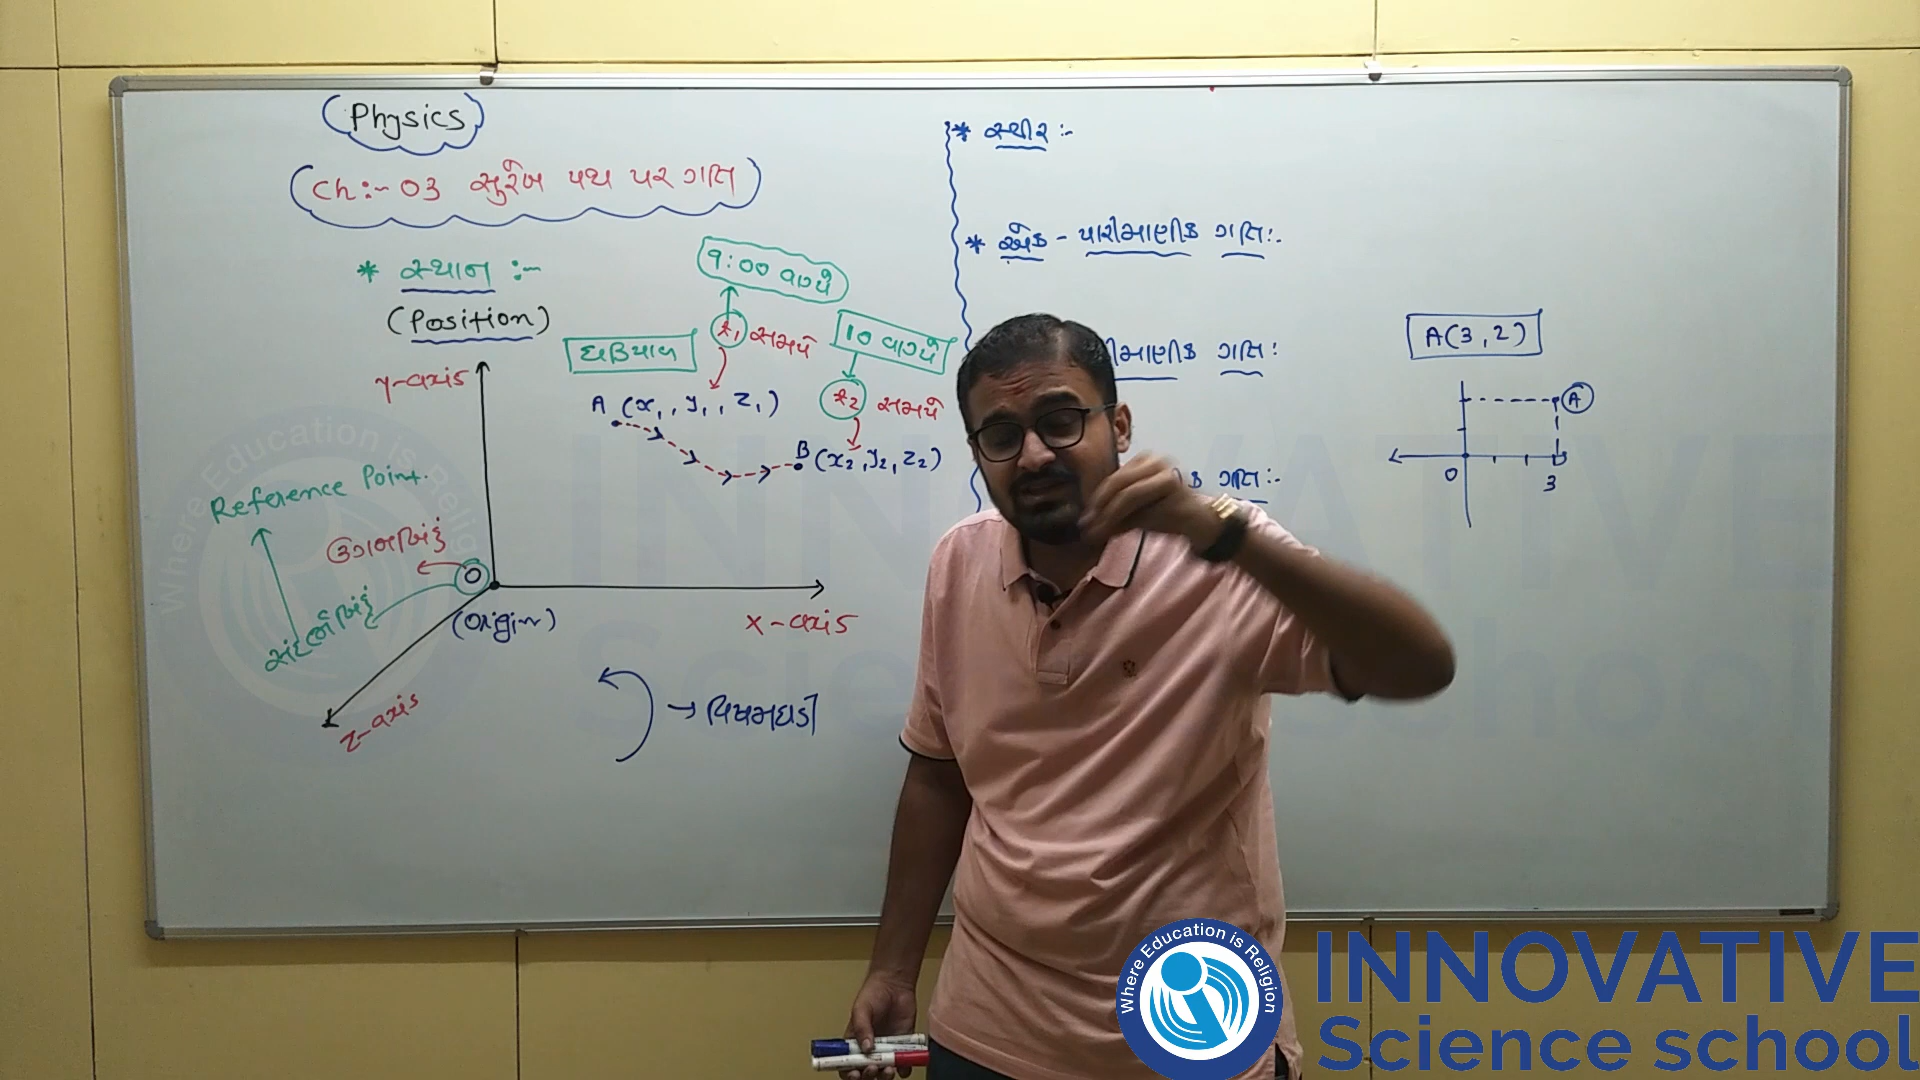 Physics
Ch:- 03 સુરેખ પથ પર ગતિ
* સ્થાન :-
(Position)
9:00 વાગ્યે
t₁ સમયે
10 વાગ્યે
t₂ સમયે
ઘડિયાળ
A (x₁, y₁, z₁)
B (x₂, y₂, z₂)
y-axis
Reference Point.
ઉગમબિંદુ
O
સંદર્ભબિંદુ
(Origin)
x-axis
z-axis
→ વિષમઘડી
* સ્થીર :-
* એક - પારીમાણીક ગતિ:-
ગતિ:
ગતિ:-
A(3,2)
A
O
3
Where Education is Religion
INNOVATIVE
Science school